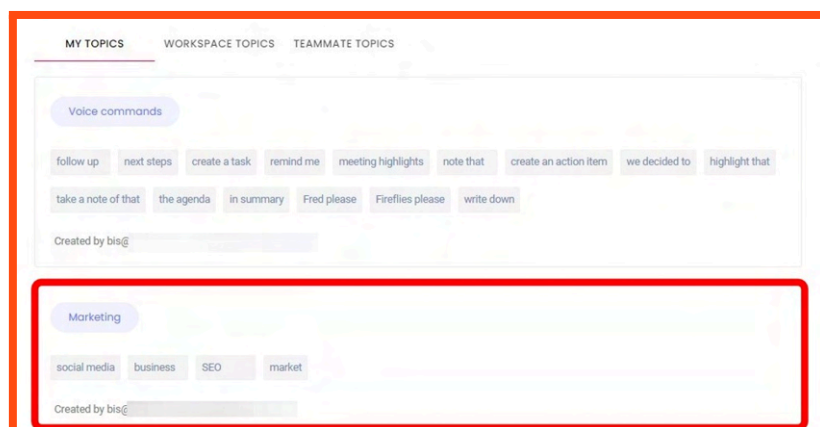 MY TOPICS WORKSPACE TOPICS TEAMMATE TOPICS
Voice commands
follow up next steps create a task remind me meeting highlights note that create an action item we decided to highlight that
take a note of that the agenda in summary Fred please Fireflies please write down
Created by bis@
Marketing
social media business SEO market
Created by bis@